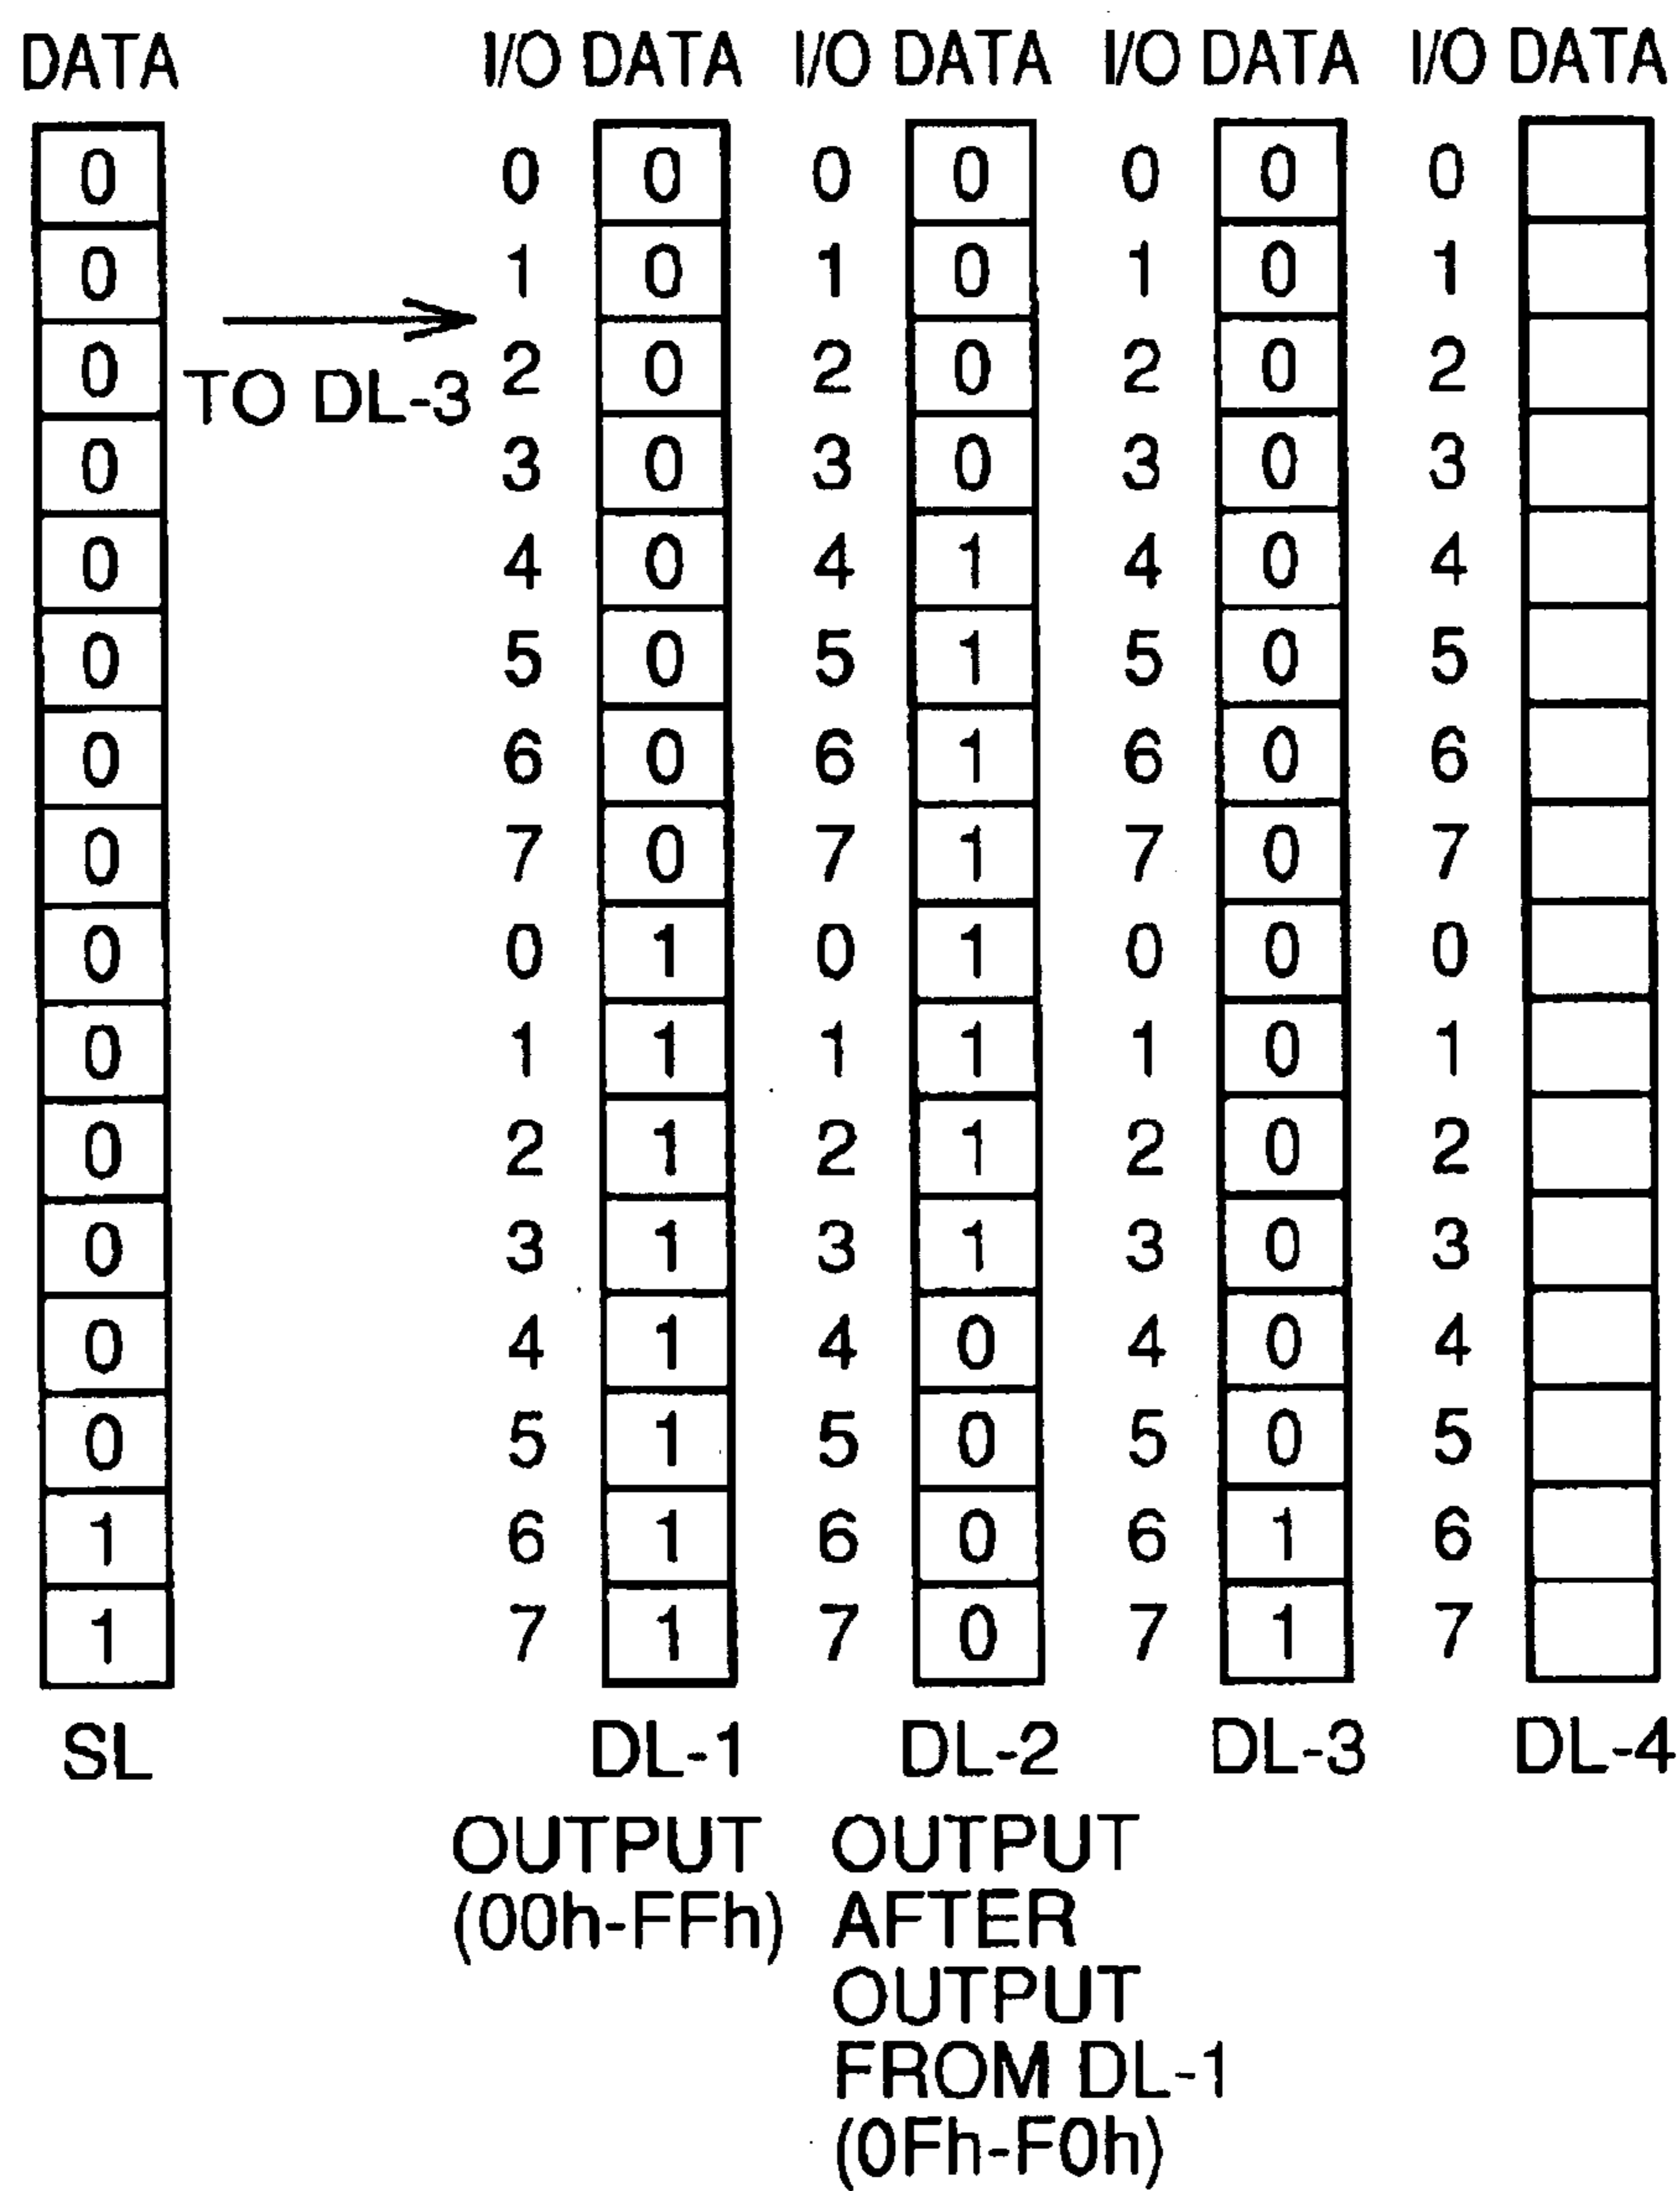 DATA I/O DATA I/O DATA I/O DATA I/O DATA
0 0 0 0 0 0 0 0
0 1 0 1 0 1 0 1
0 2 0 2 0 2 0 2
TO DL-3
0 3 0 3 0 3 0 3
0 4 0 4 1 4 0 4
0 5 0 5 1 5 0 5
0 6 0 6 1 6 0 6
0 7 0 7 1 7 0 7
0 0 1 0 1 0 0 0
0 1 1 1 1 1 0 1
0 2 1 2 1 2 0 2
0 3 1 3 1 3 0 3
0 4 1 4 0 4 0 4
0 5 1 5 0 5 0 5
1 6 1 6 0 6 1 6
1 7 1 7 0 7 1 7
SL DL-1 DL-2 DL-3 DL-4
OUTPUT
(00h-FFh)
OUTPUT
AFTER
OUTPUT
FROM DL-1
(0Fh-F0h)